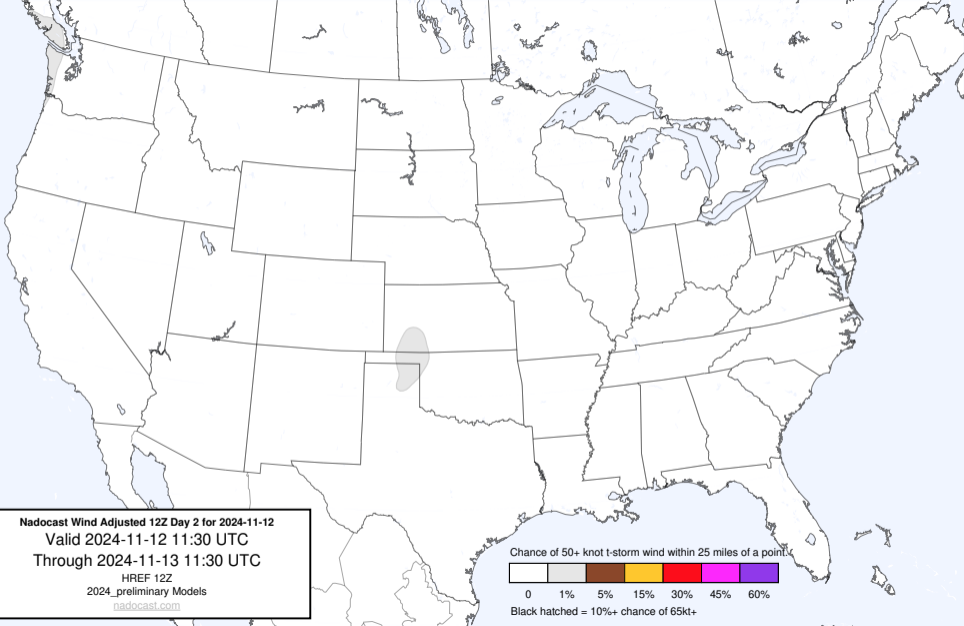 Nadocast Wind Adjusted 12Z Day 2 for 2024-11-12
Valid 2024-11-12 11:30 UTC
Through 2024-11-13 11:30 UTC
HREF 12Z
2024_preliminary Models
nadocast.com
Chance of 50+ knot t-storm wind within 25 miles of a point.
0 1% 5% 15% 30% 45% 60%
Black hatched = 10%+ chance of 65kt+